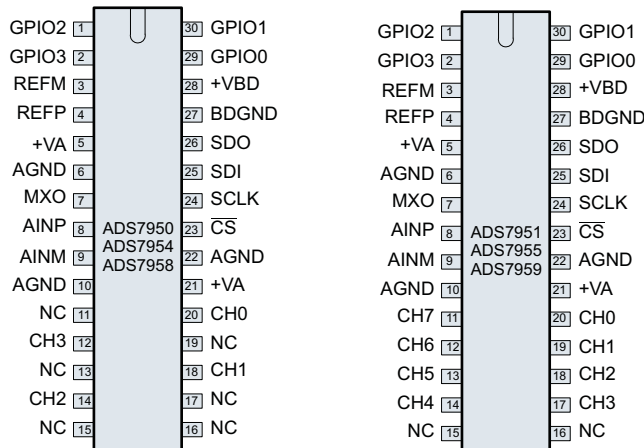 GPIO2 1 30 GPIO1
GPIO3 2 29 GPIO0
REFM 3 28 +VBD
REFP 4 27 BDGND
+VA 5 26 SDO
AGND 6 25 SDI
MXO 7 24 SCLK
AINP 8 23 CS
AINM 9 22 AGND
AGND 10 21 +VA
NC 11 20 CH0
CH3 12 19 NC
NC 13 18 CH1
CH2 14 17 NC
NC 15 16 NC
ADS7950
ADS7954
ADS7958
GPIO2 1 30 GPIO1
GPIO3 2 29 GPIO0
REFM 3 28 +VBD
REFP 4 27 BDGND
+VA 5 26 SDO
AGND 6 25 SDI
MXO 7 24 SCLK
AINP 8 23 CS
AINM 9 22 AGND
AGND 10 21 +VA
CH7 11 20 CH0
CH6 12 19 CH1
CH5 13 18 CH2
CH4 14 17 CH3
NC 15 16 NC
ADS7951
ADS7955
ADS7959